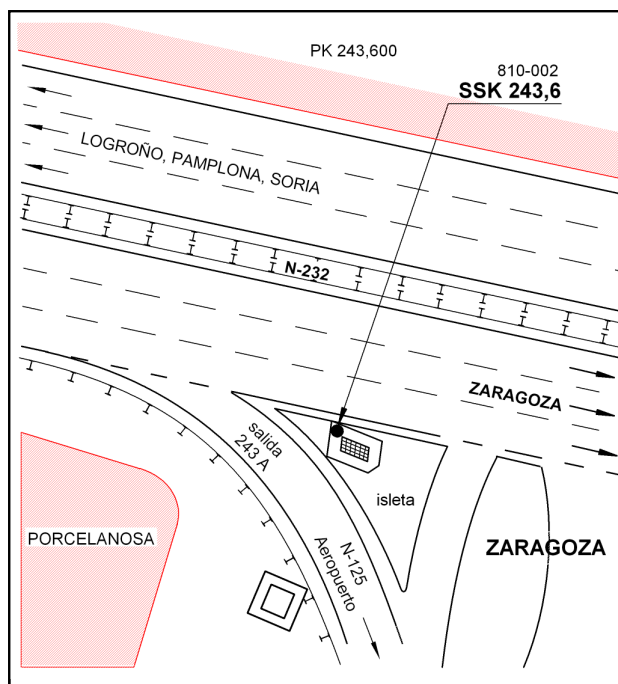 PK 243,600
810-002
SSK 243,6
LOGROÑO, PAMPLONA, SORIA
N-232
ZARAGOZA
salida
243 A
isleta
PORCELANOSA
ZARAGOZA
N-125
Aeropuerto